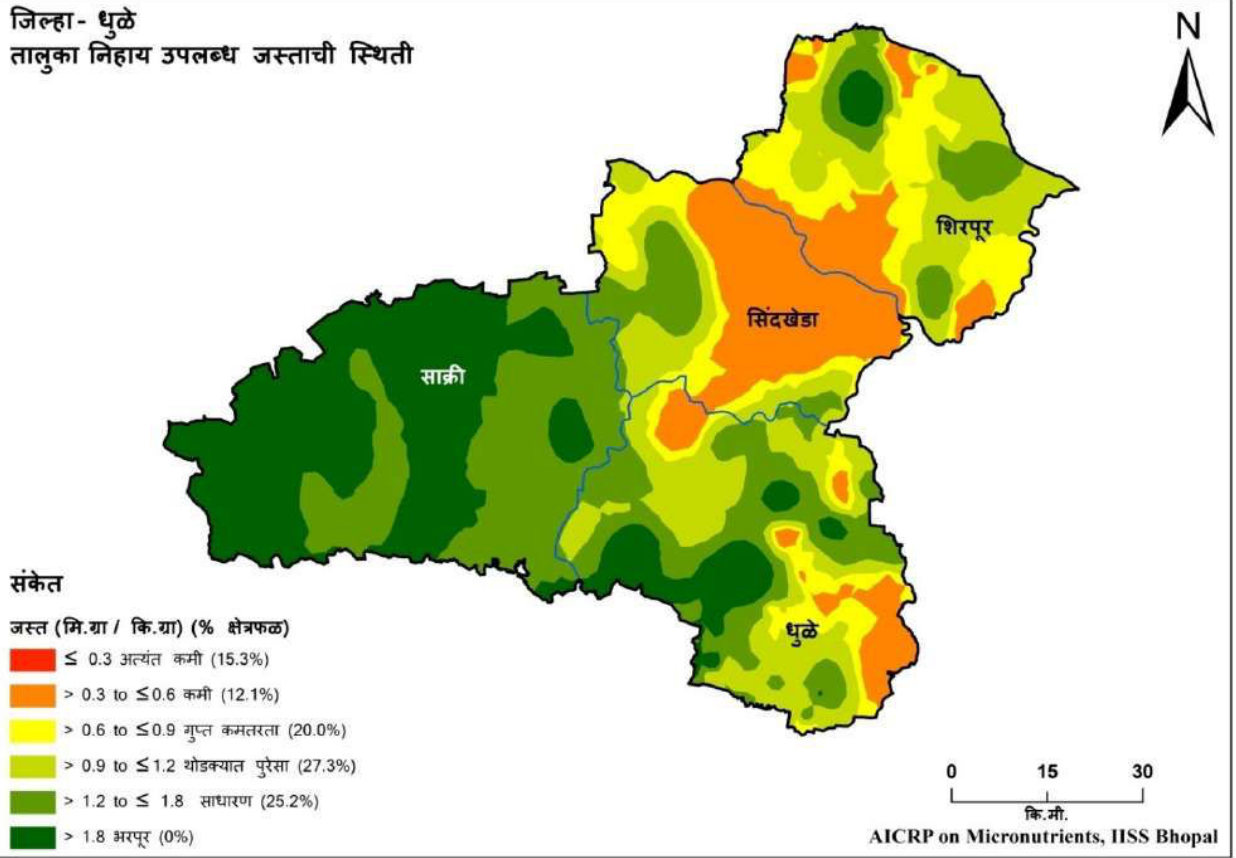 जिल्हा - धुळे
तालुका निहाय उपलब्ध जस्ताची स्थिती
N
शिरपूर
सिंदखेडा
साक्री
धुळे
संकेत
जस्त (मि.ग्रा / कि.ग्रा) (% क्षेत्रफळ)
≤ 0.3 अत्यंत कमी (15.3%)
> 0.3 to ≤0.6 कमी (12.1%)
> 0.6 to ≤0.9 गुप्त कमतरता (20.0%)
> 0.9 to ≤1.2 थोडक्यात पुरेसा (27.3%)
> 1.2 to ≤ 1.8 साधारण (25.2%)
> 1.8 भरपूर (0%)
0 15 30
कि.मी.
AICRP on Micronutrients, IISS Bhopal